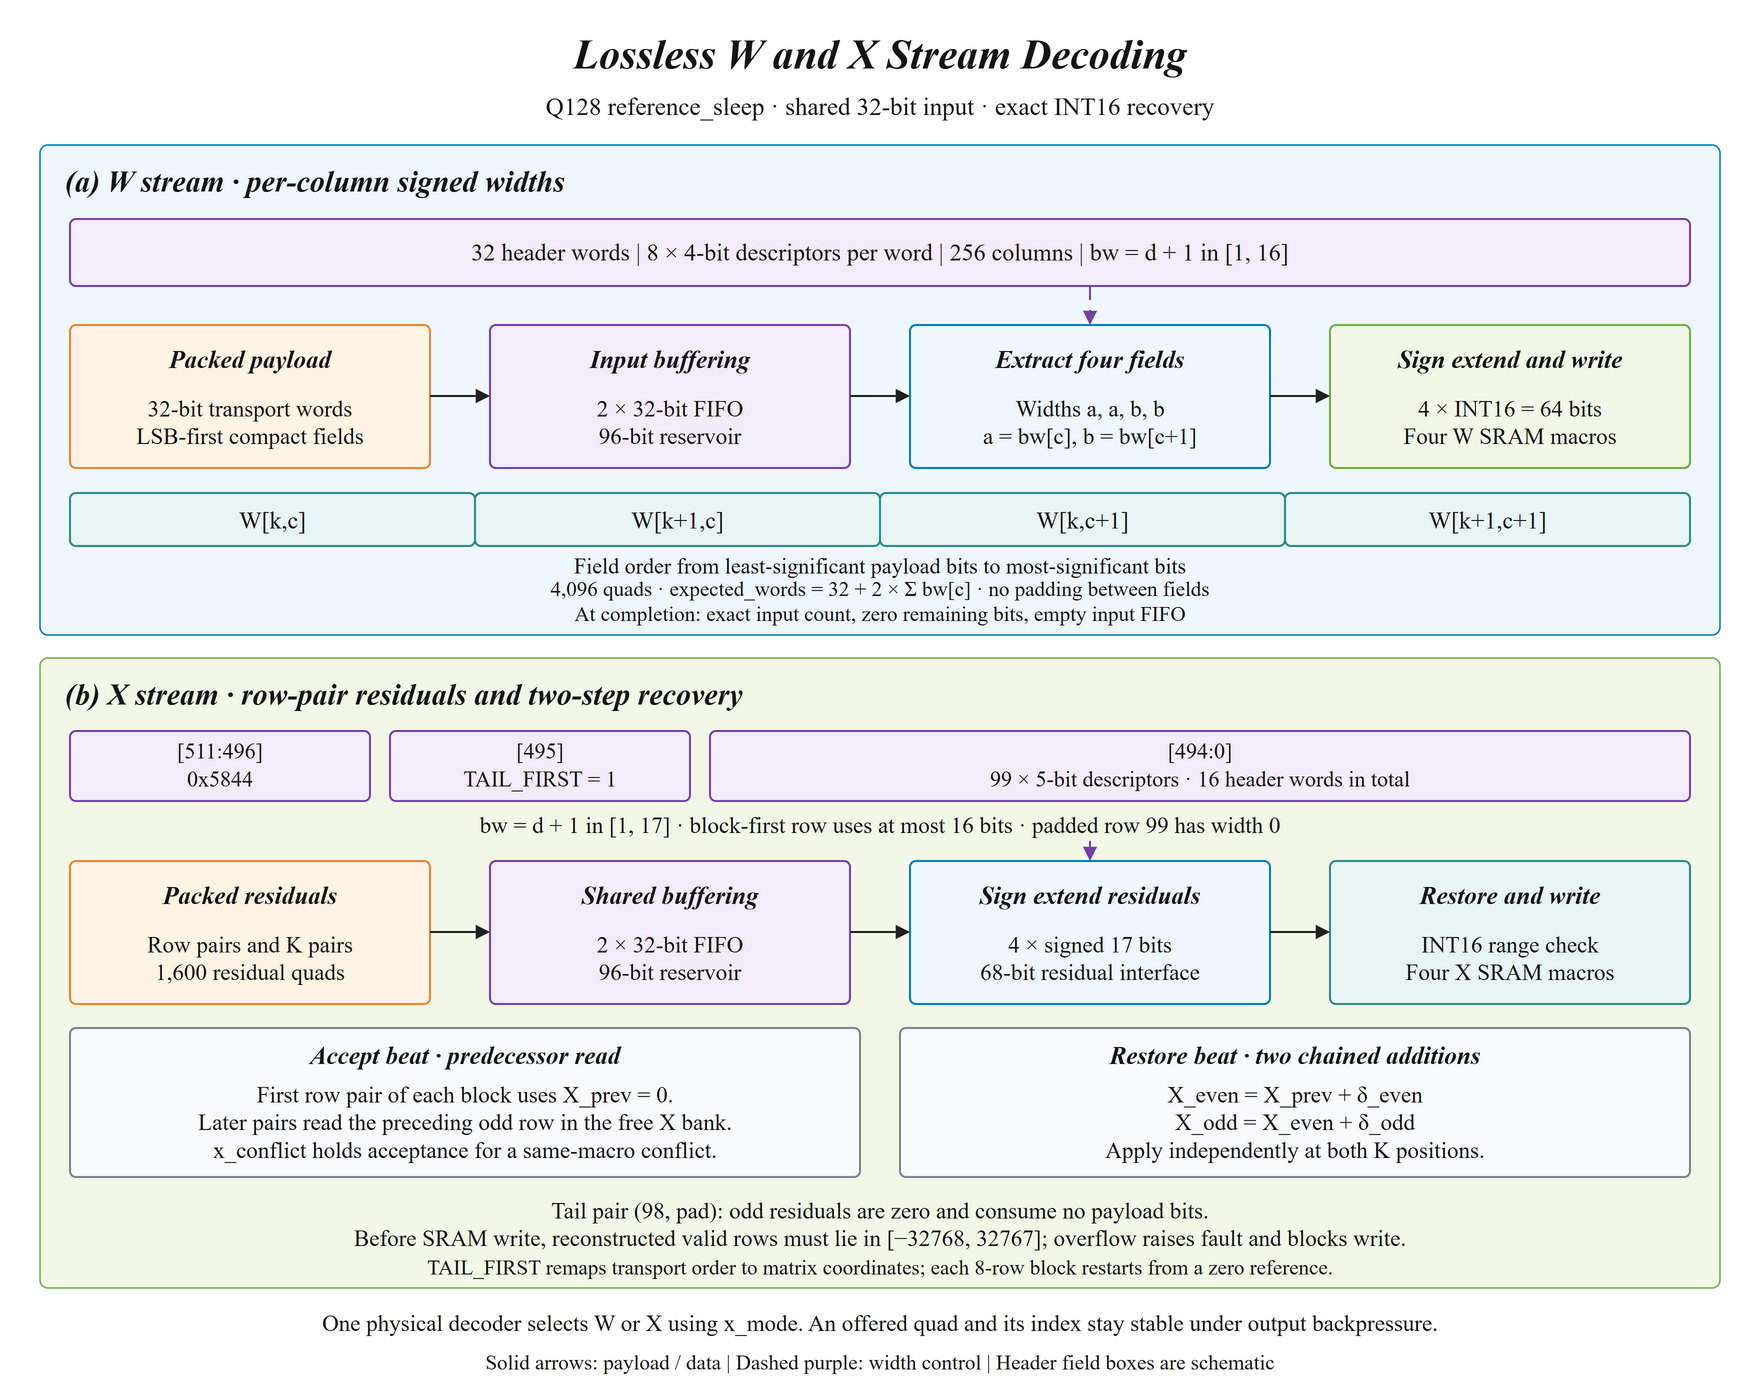 Lossless W and X Stream Decoding
Q128 reference_sleep · shared 32-bit input · exact INT16 recovery
(a) W stream · per-column signed widths
32 header words | 8 × 4-bit descriptors per word | 256 columns | bw = d + 1 in [1, 16]
Packed payload
32-bit transport words
LSB-first compact fields
Input buffering
2 × 32-bit FIFO
96-bit reservoir
Extract four fields
Widths a, a, b, b
a = bw[c], b = bw[c+1]
Sign extend and write
4 × INT16 = 64 bits
Four W SRAM macros
W[k,c]
W[k+1,c]
W[k,c+1]
W[k+1,c+1]
Field order from least-significant payload bits to most-significant bits
4,096 quads · expected_words = 32 + 2 × Σ bw[c] · no padding between fields
At completion: exact input count, zero remaining bits, empty input FIFO
(b) X stream · row-pair residuals and two-step recovery
[511:496]
0x5844
[495]
TAIL_FIRST = 1
[494:0]
99 × 5-bit descriptors · 16 header words in total
bw = d + 1 in [1, 17] · block-first row uses at most 16 bits · padded row 99 has width 0
Packed residuals
Row pairs and K pairs
1,600 residual quads
Shared buffering
2 × 32-bit FIFO
96-bit reservoir
Sign extend residuals
4 × signed 17 bits
68-bit residual interface
Restore and write
INT16 range check
Four X SRAM macros
Accept beat · predecessor read
First row pair of each block uses X_prev = 0.
Later pairs read the preceding odd row in the free X bank.
x_conflict holds acceptance for a same-macro conflict.
Restore beat · two chained additions
X_even = X_prev + δ_even
X_odd = X_even + δ_odd
Apply independently at both K positions.
Tail pair (98, pad): odd residuals are zero and consume no payload bits.
Before SRAM write, reconstructed valid rows must lie in [−32768, 32767]; overflow raises fault and blocks write.
TAIL_FIRST remaps transport order to matrix coordinates; each 8-row block restarts from a zero reference.
One physical decoder selects W or X using x_mode. An offered quad and its index stay stable under output backpressure.
Solid arrows: payload / data | Dashed purple: width control | Header field boxes are schematic